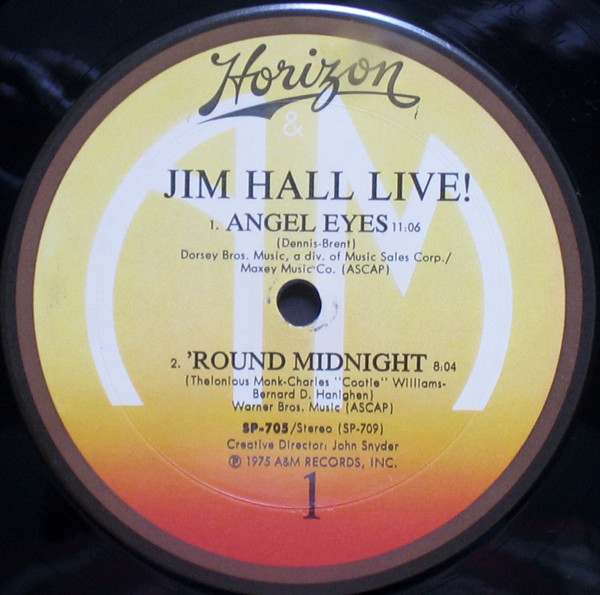 Horizon
&
A M
JIM HALL LIVE!
1. ANGEL EYES 11:06
(Dennis-Brent)
Dorsey Bros. Music, a div. of Music Sales Corp./
Maxey Music Co. (ASCAP)
2. 'ROUND MIDNIGHT 8:04
(Thelonious Monk-Charles "Cootie" Williams-
Bernard D. Hanighen)
Warner Bros. Music (ASCAP)
SP-705/Stereo (SP-709)
Creative Director: John Snyder
℗ 1975 A&M RECORDS, INC.
1